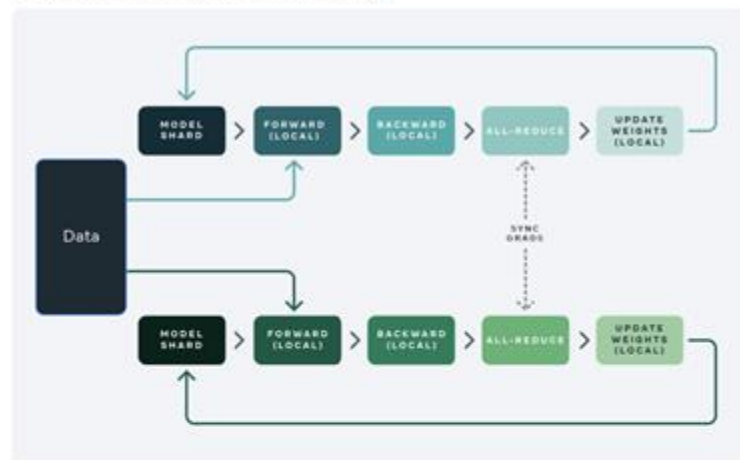 MODEL
SHARD
FORWARD
(LOCAL)
BACKWARD
(LOCAL)
ALL-REDUCE
UPDATE
WEIGHTS
(LOCAL)
Data
SYNC
GRADS
MODEL
SHARD
FORWARD
(LOCAL)
BACKWARD
(LOCAL)
ALL-REDUCE
UPDATE
WEIGHTS
(LOCAL)